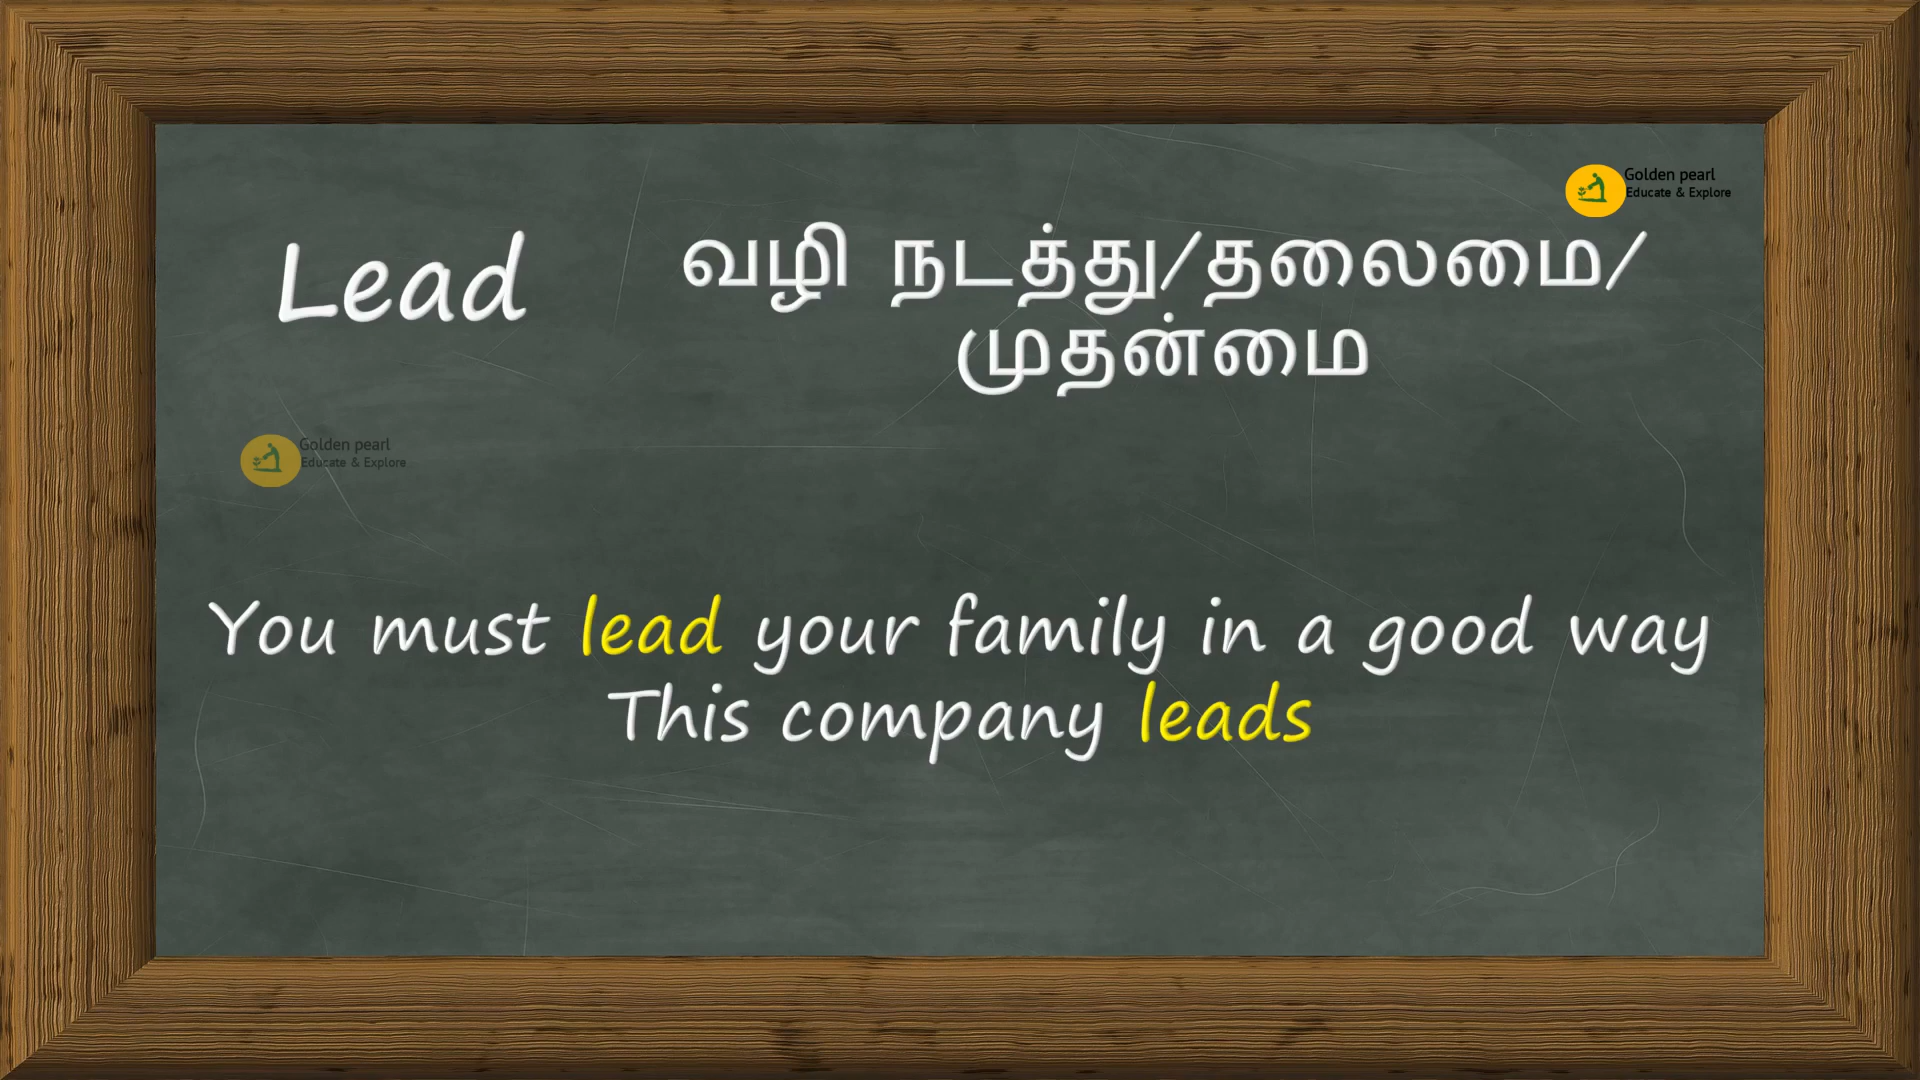 Golden pearl
Educate & Explore
Lead
வழி நடத்து/தலைமை/
முதன்மை
Golden pearl
Educate & Explore
You must lead your family in a good way
This company leads